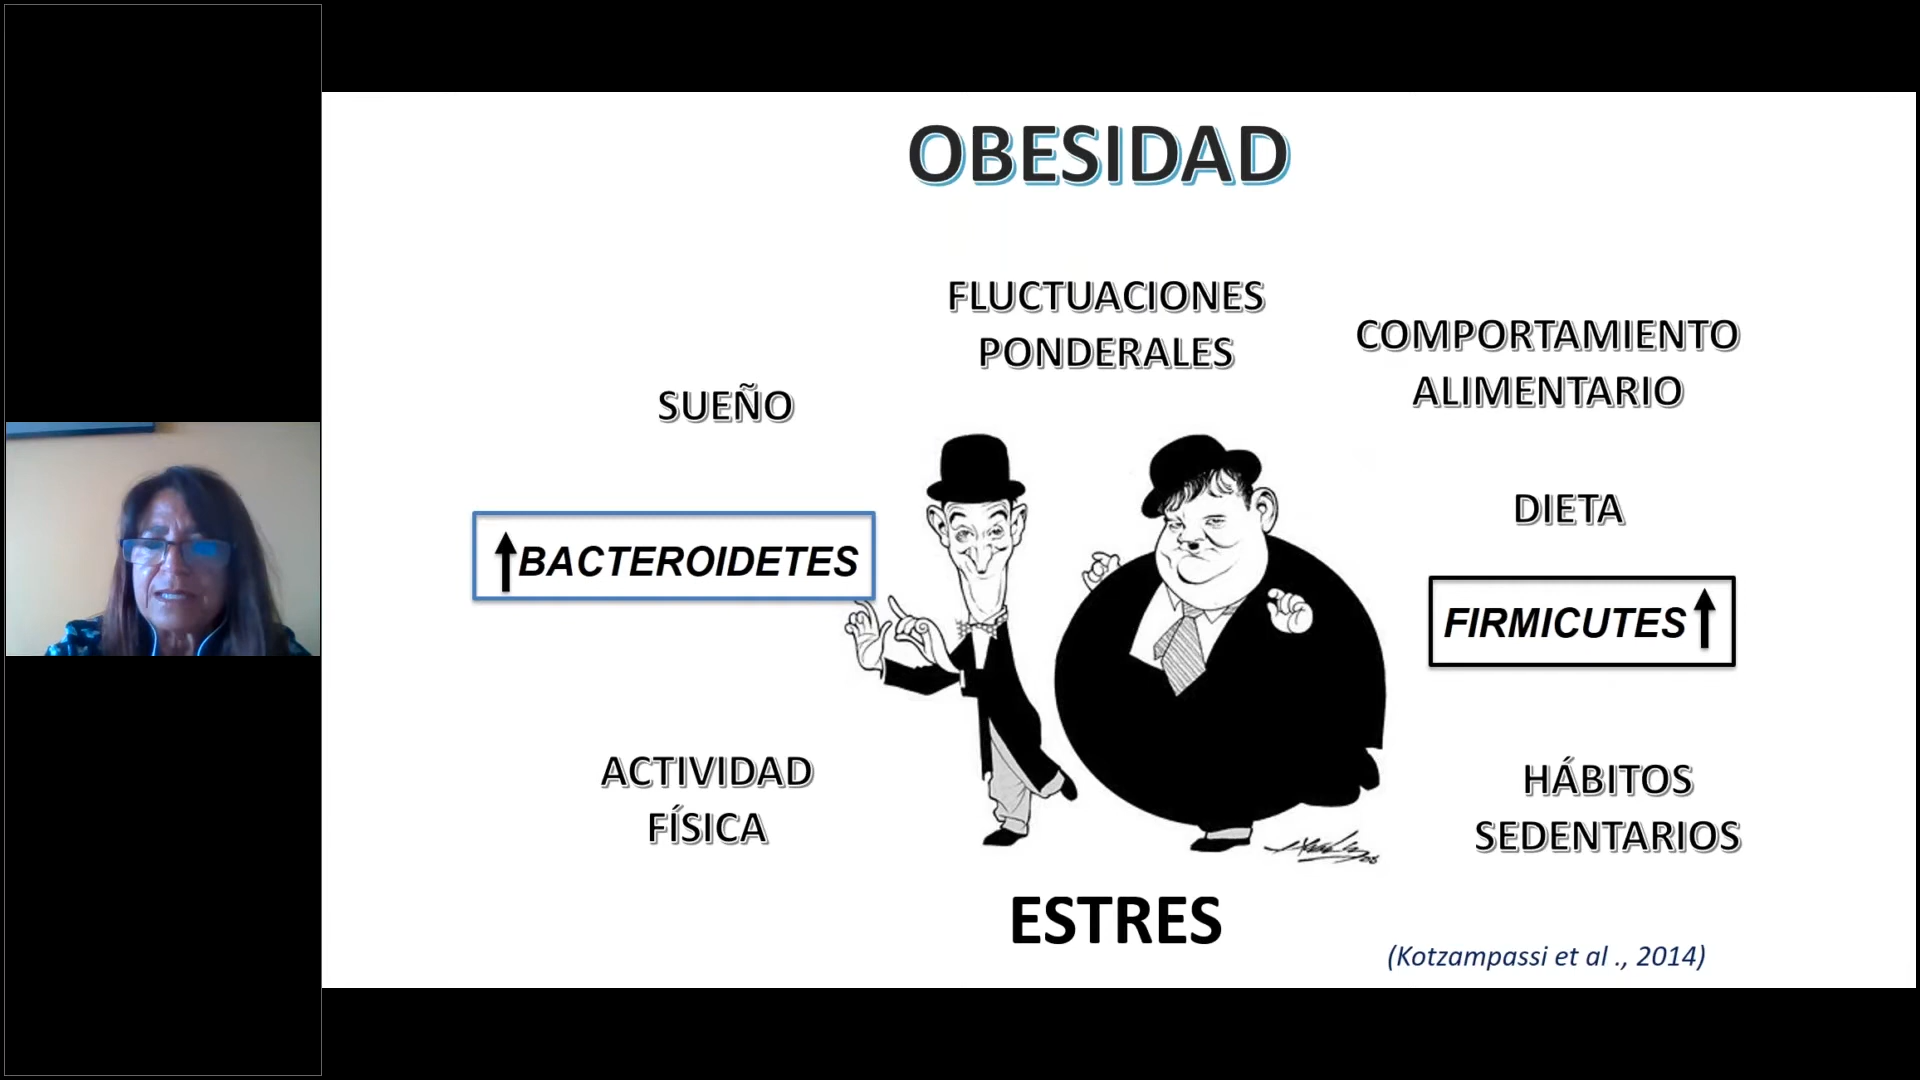 OBESIDAD
FLUCTUACIONES
PONDERALES
COMPORTAMIENTO
ALIMENTARIO
SUEÑO
DIETA
BACTEROIDETES
FIRMICUTES
ACTIVIDAD
FÍSICA
HÁBITOS
SEDENTARIOS
ESTRES
(Kotzampassi et al ., 2014)